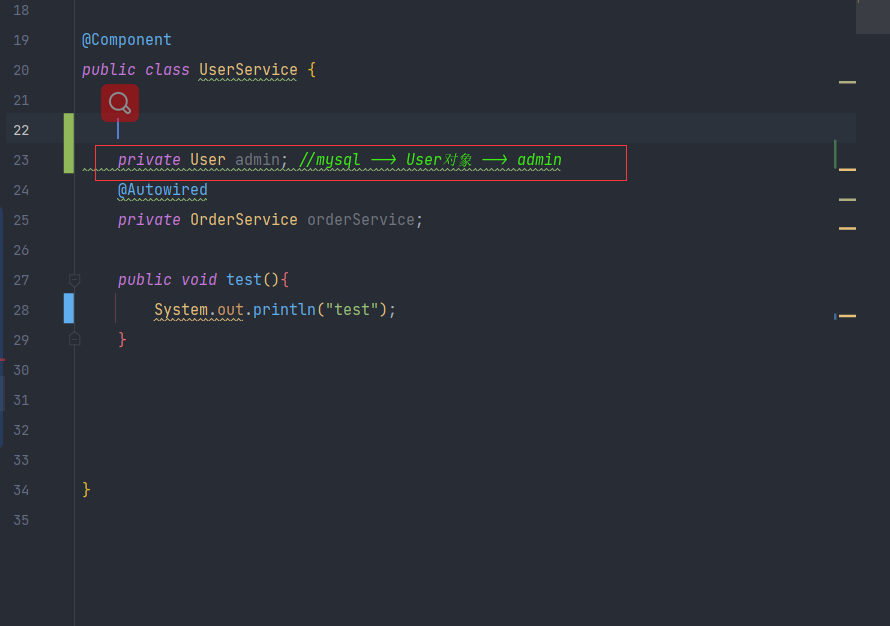 18
19 @Component
20 public class UserService {
21
22
23 private User admin; //mysql ——> User对象 ——> admin
24 @Autowired
25 private OrderService orderService;
26
27 public void test(){
28 System.out.println("test");
29 }
30
31
32
33
34 }
35